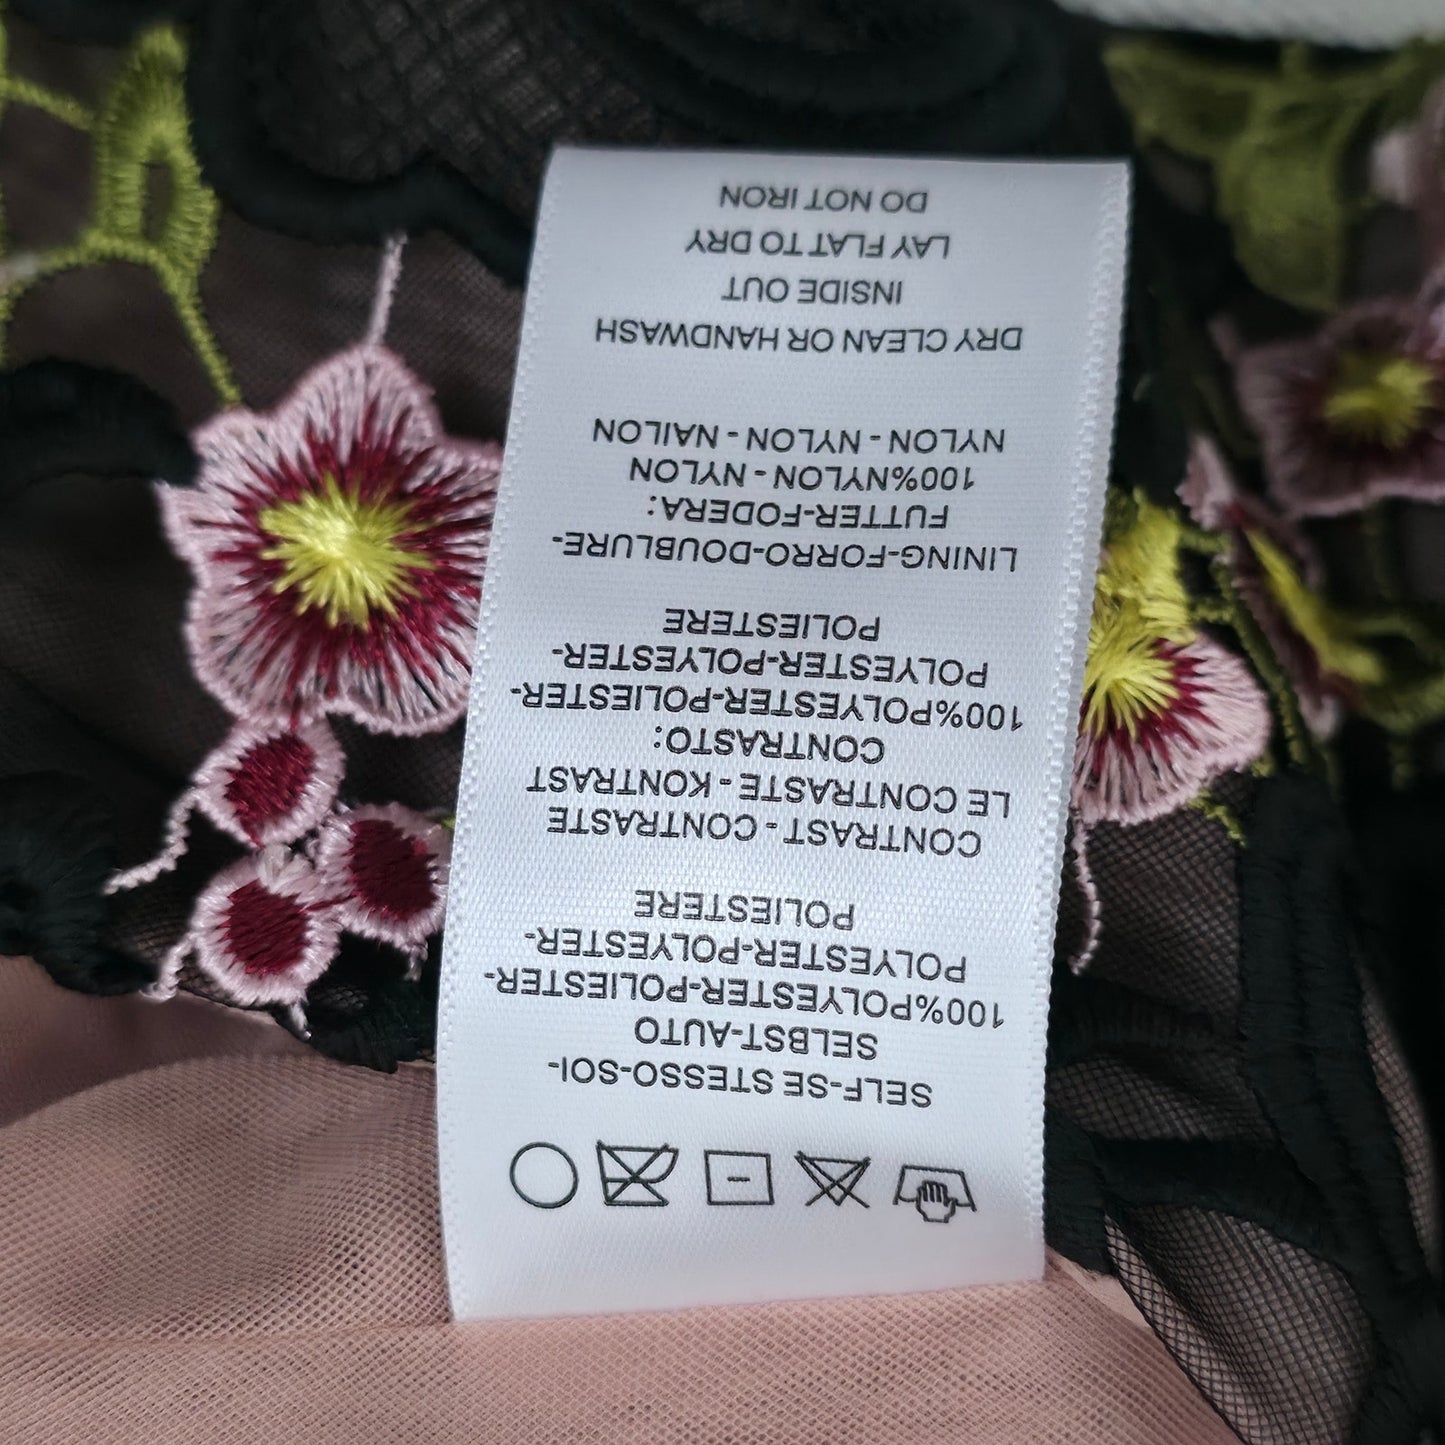 SELF-SE STESSO-SOI-
SELBST-AUTO
100%POLYESTER-POLIESTER-
POLYESTER-POLYESTER-
POLIESTERE
CONTRAST - CONTRASTE
LE CONTRASTE - KONTRAST
CONTRASTO:
100%POLYESTER-POLIESTER-
POLYESTER-POLYESTER-
POLIESTERE
LINING-FORRO-DOUBLURE-
FUTTER-FODERA:
100%NYLON - NYLON
NYLON - NYLON - NAILON
DRY CLEAN OR HANDWASH
INSIDE OUT
LAY FLAT TO DRY
DO NOT IRON